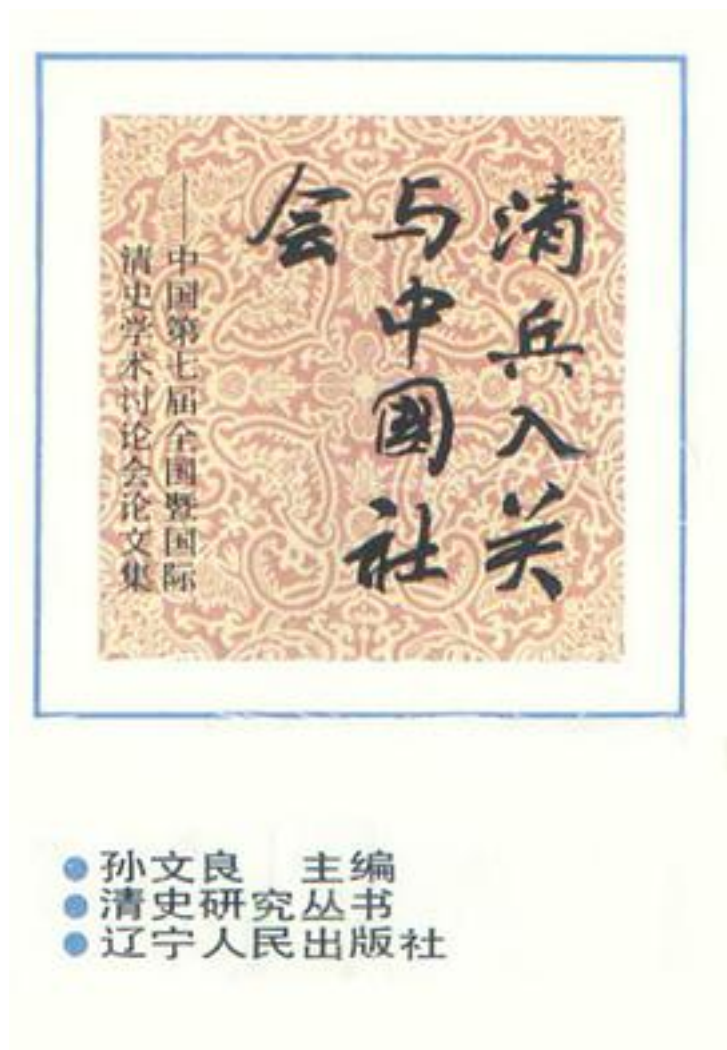 清兵入关
与中國社
会
——中国第七届全国暨国际
清史学术讨论会论文集
孙文良 主编
清史研究丛书
辽宁人民出版社